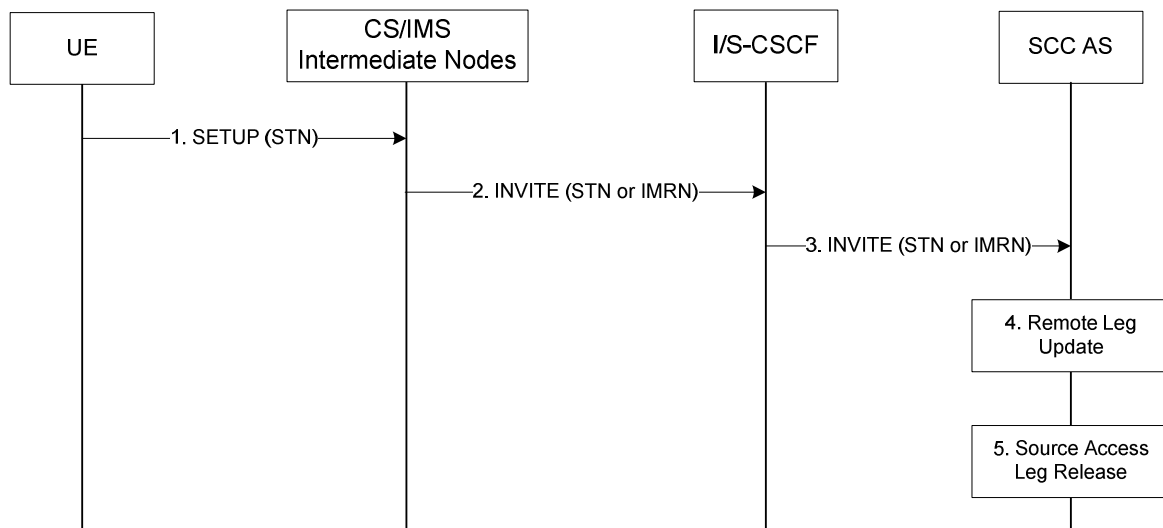 UE
CS/IMS
Intermediate Nodes
I/S-CSCF
SCC AS
1. SETUP (STN)
2. INVITE (STN or IMRN)
3. INVITE (STN or IMRN)
4. Remote Leg
Update
5. Source Access
Leg Release